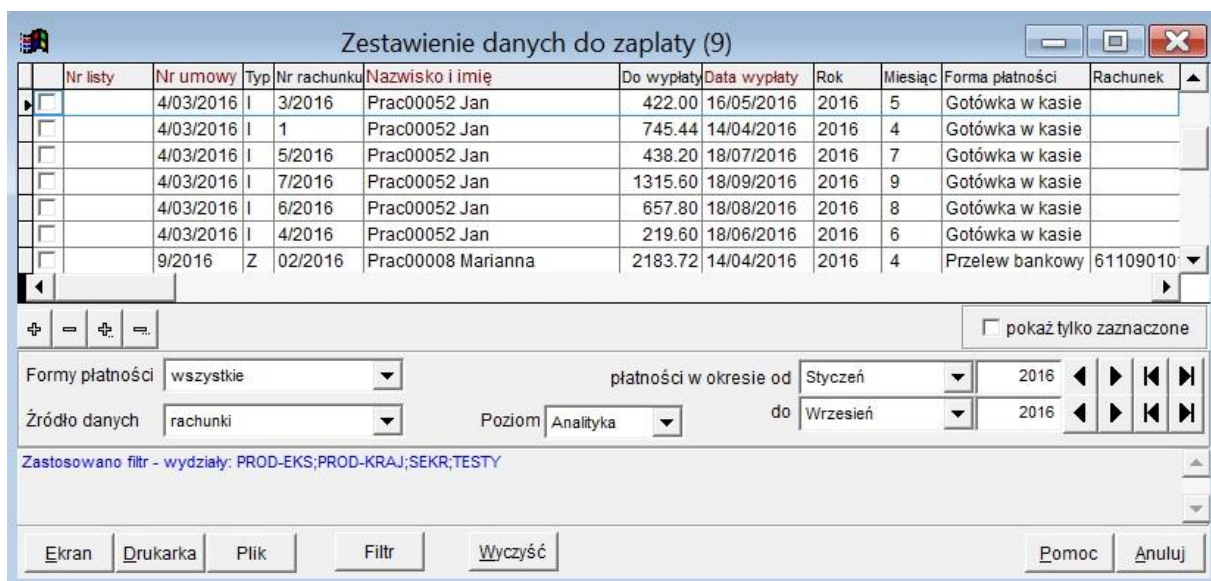 Zestawienie danych do zaplaty (9)
Nr listy Nr umowy Typ Nr rachunku Nazwisko i imię Do wypłaty Data wypłaty Rok Miesiąc Forma płatności Rachunek
4/03/2016 I 3/2016 Prac00052 Jan 422.00 16/05/2016 2016 5 Gotówka w kasie
4/03/2016 I 1 Prac00052 Jan 745.44 14/04/2016 2016 4 Gotówka w kasie
4/03/2016 I 5/2016 Prac00052 Jan 438.20 18/07/2016 2016 7 Gotówka w kasie
4/03/2016 I 7/2016 Prac00052 Jan 1315.60 18/09/2016 2016 9 Gotówka w kasie
4/03/2016 I 6/2016 Prac00052 Jan 657.80 18/08/2016 2016 8 Gotówka w kasie
4/03/2016 I 4/2016 Prac00052 Jan 219.60 18/06/2016 2016 6 Gotówka w kasie
9/2016 Z 02/2016 Prac00008 Marianna 2183.72 14/04/2016 2016 4 Przelew bankowy 61109010
pokaż tylko zaznaczone
Formy płatności wszystkie płatności w okresie od Styczeń 2016
Źródło danych rachunki Poziom Analityka do Wrzesień 2016
Zastosowano filtr - wydziały: PROD-EKS;PROD-KRAJ;SEKR;TESTY
Ekran Drukarka Plik Filtr Wyczyść Pomoc Anuluj